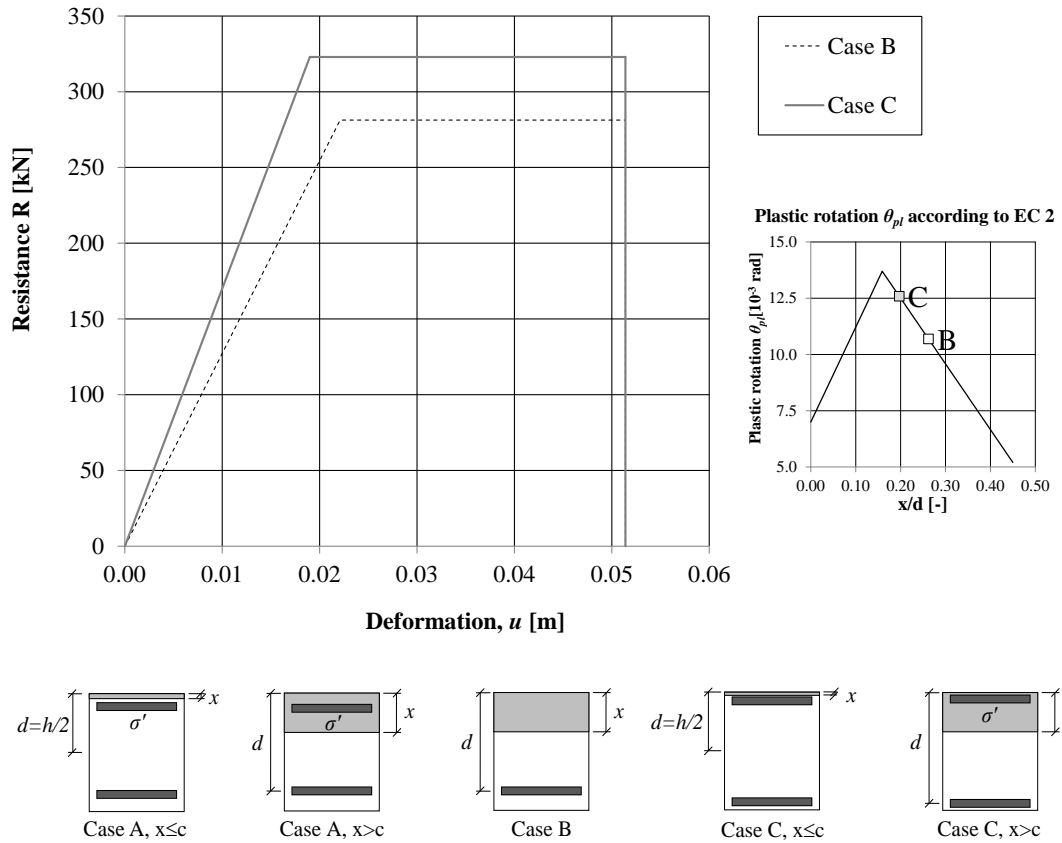 350
300
250
200
150
100
50
0
Resistance R [kN]
0.00 0.01 0.02 0.03 0.04 0.05 0.06
Deformation, u [m]
Case B
Case C
Plastic rotation θpl according to EC 2
15.0
12.5
10.0
7.5
5.0
Plastic rotation θpl[10-3 rad]
C
B
0.00 0.10 0.20 0.30 0.40 0.50
x/d [-]
x
d=h/2
σ'
Case A, x≤c
x
d
σ'
Case A, x>c
x
d
Case B
x
d=h/2
Case C, x≤c
d
σ'
Case C, x>c